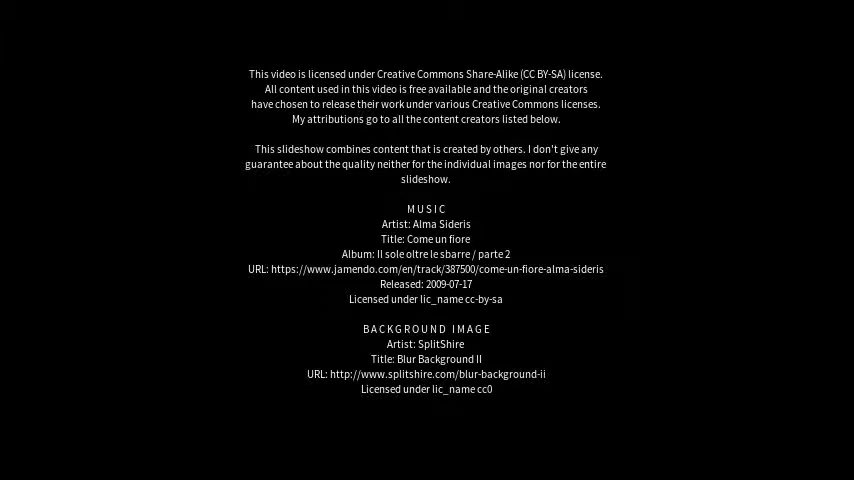 This video is licensed under Creative Commons Share-Alike (CC BY-SA) license.
All content used in this video is free available and the original creators
have chosen to release their work under various Creative Commons licenses.
My attributions go to all the content creators listed below.
This slideshow combines content that is created by others. I don't give any
guarantee about the quality neither for the individual images nor for the entire
slideshow.
MUSIC
Artist: Alma Sideris
Title: Come un fiore
Album: Il sole oltre le sbarre / parte 2
URL: https://www.jamendo.com/en/track/387500/come-un-fiore-alma-sideris
Released: 2009-07-17
Licensed under lic_name cc-by-sa
BACKGROUND IMAGE
Artist: SplitShire
Title: Blur Background II
URL: http://www.splitshire.com/blur-background-ii
Licensed under lic_name cc0